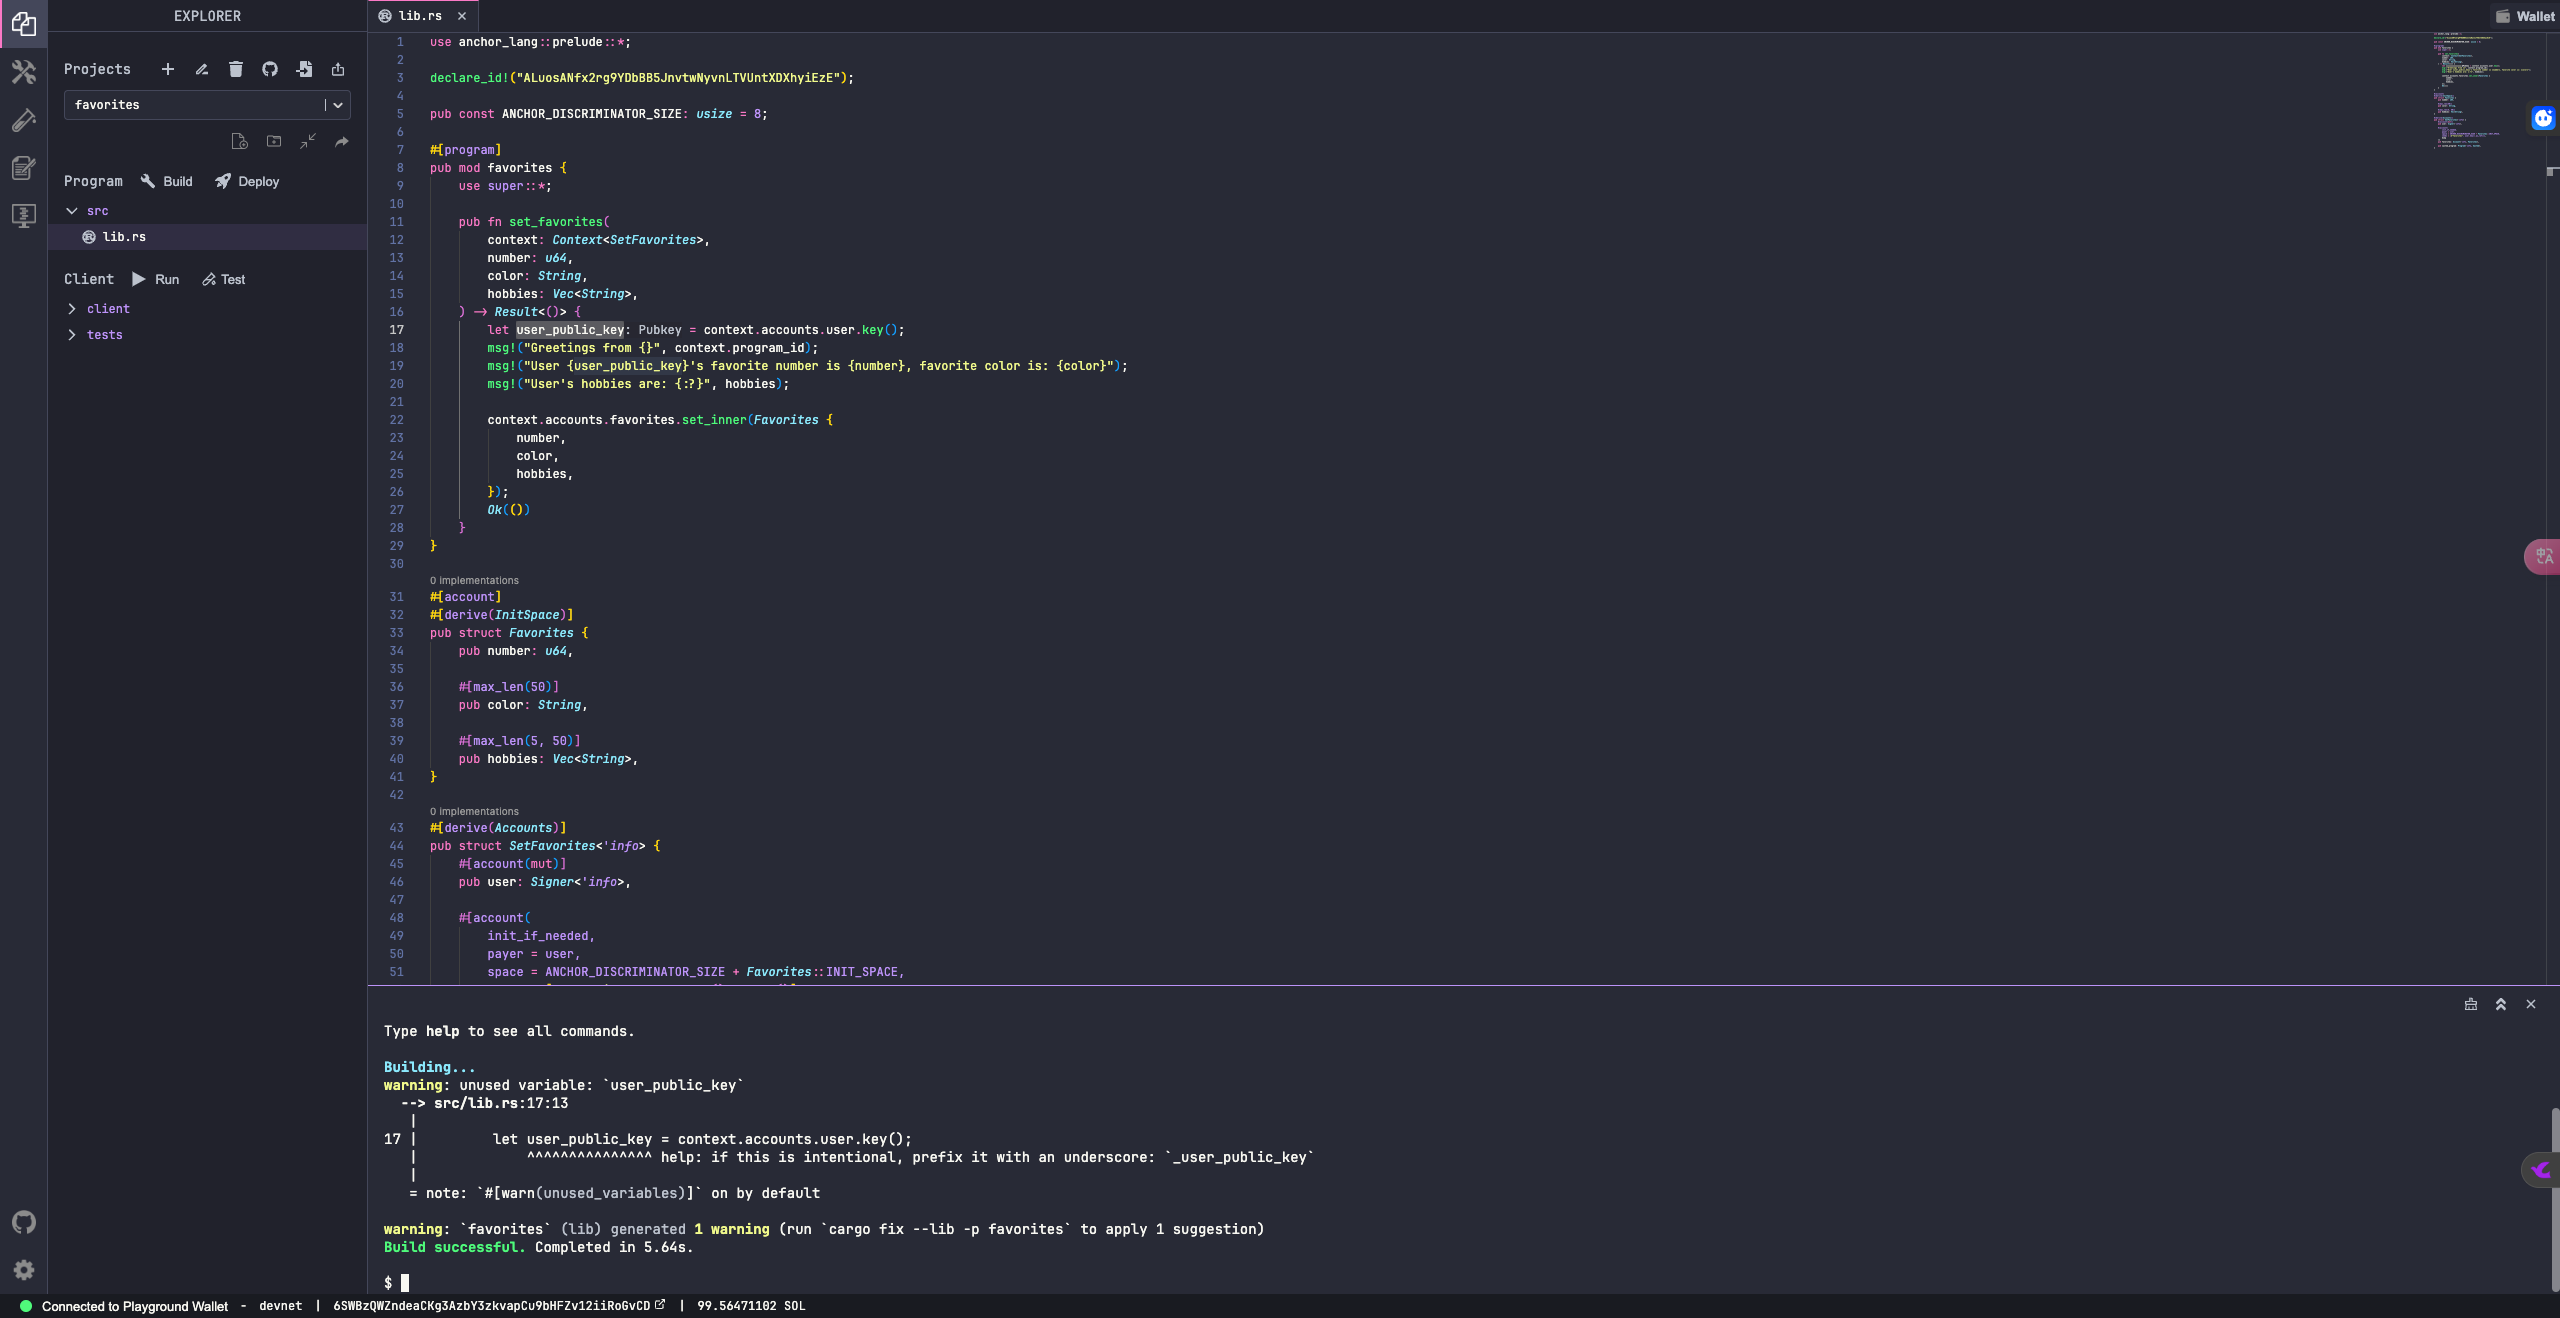 EXPLORER
Projects
favorites
Program Build Deploy
src
lib.rs
Client Run Test
client
tests
lib.rs
Wallet
1 use anchor_lang::prelude::*;
2
3 declare_id!("ALuosANfx2rg9YDbBB5JnvtwNyvnLTVUntXDXhyiEzE");
4
5 pub const ANCHOR_DISCRIMINATOR_SIZE: usize = 8;
6
7 #[program]
8 pub mod favorites {
9 use super::*;
10
11 pub fn set_favorites(
12 context: Context<SetFavorites>,
13 number: u64,
14 color: String,
15 hobbies: Vec<String>,
16 ) -> Result<()> {
17 let user_public_key: Pubkey = context.accounts.user.key();
18 msg!("Greetings from {}", context.program_id);
19 msg!("User {user_public_key}'s favorite number is {number}, favorite color is: {color}");
20 msg!("User's hobbies are: {:?}", hobbies);
21
22 context.accounts.favorites.set_inner(Favorites {
23 number,
24 color,
25 hobbies,
26 });
27 Ok(())
28 }
29 }
30
0 implementations
31 #[account]
32 #[derive(InitSpace)]
33 pub struct Favorites {
34 pub number: u64,
35
36 #[max_len(50)]
37 pub color: String,
38
39 #[max_len(5, 50)]
40 pub hobbies: Vec<String>,
41 }
42
0 implementations
43 #[derive(Accounts)]
44 pub struct SetFavorites<'info> {
45 #[account(mut)]
46 pub user: Signer<'info>,
47
48 #[account(
49 init_if_needed,
50 payer = user,
51 space = ANCHOR_DISCRIMINATOR_SIZE + Favorites::INIT_SPACE,
Type help to see all commands.
Building...
warning: unused variable: `user_public_key`
--> src/lib.rs:17:13
|
17 | let user_public_key = context.accounts.user.key();
| ^^^^^^^^^^^^^^^ help: if this is intentional, prefix it with an underscore: `_user_public_key`
|
= note: `#[warn(unused_variables)]` on by default
warning: `favorites` (lib) generated 1 warning (run `cargo fix --lib -p favorites` to apply 1 suggestion)
Build successful. Completed in 5.64s.
$
Connected to Playground Wallet - devnet | 6SWBzQWZndeaCKg3AzbY3zkvapCu9bHFZv12iiRoGvCD | 99.56471102 SOL